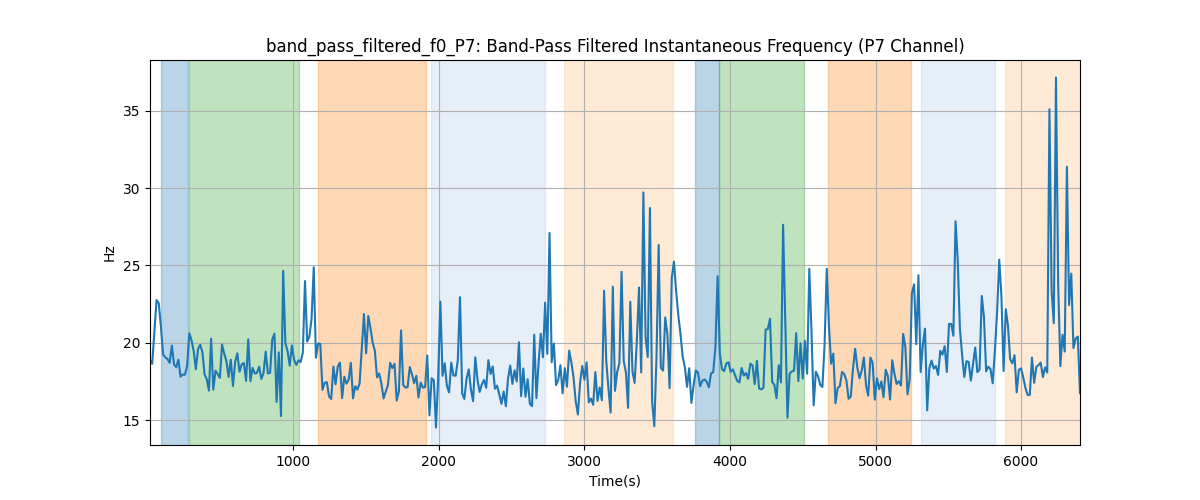 band_pass_filtered_f0_P7: Band-Pass Filtered Instantaneous Frequency (P7 Channel)
35
30
25
20
15
Hz
1000 2000 3000 4000 5000 6000
Time(s)